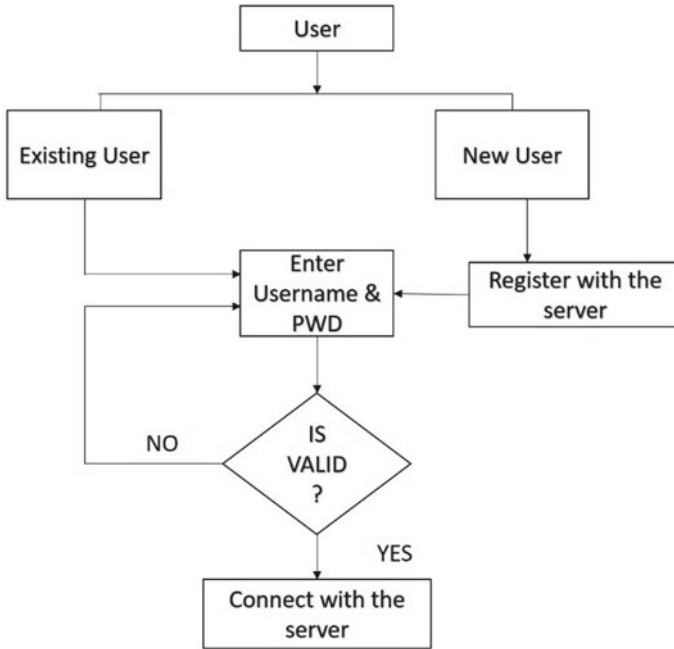 User
Existing User
New User
Enter
Username &
PWD
Register with the
server
IS
VALID
?
NO
YES
Connect with the
server